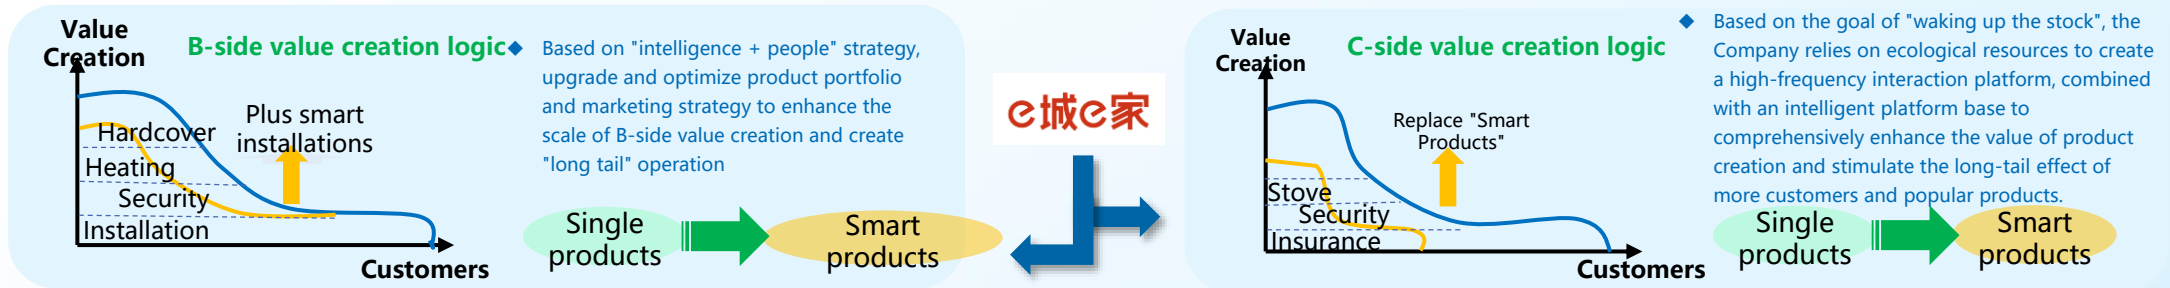 Value
Creation
B-side value creation logic
Plus smart
installations
Hardcover
Heating
Security
Installation
Customers
◆ Based on "intelligence + people" strategy,
upgrade and optimize product portfolio
and marketing strategy to enhance the
scale of B-side value creation and create
"long tail" operation
Single
products
Smart
products
e城e家
Value
Creation
C-side value creation logic
Replace "Smart
Products"
Stove
Security
Insurance
Customers
◆ Based on the goal of "waking up the stock", the
Company relies on ecological resources to create
a high-frequency interaction platform, combined
with an intelligent platform base to
comprehensively enhance the value of product
creation and stimulate the long-tail effect of
more customers and popular products.
Single
products
Smart
products